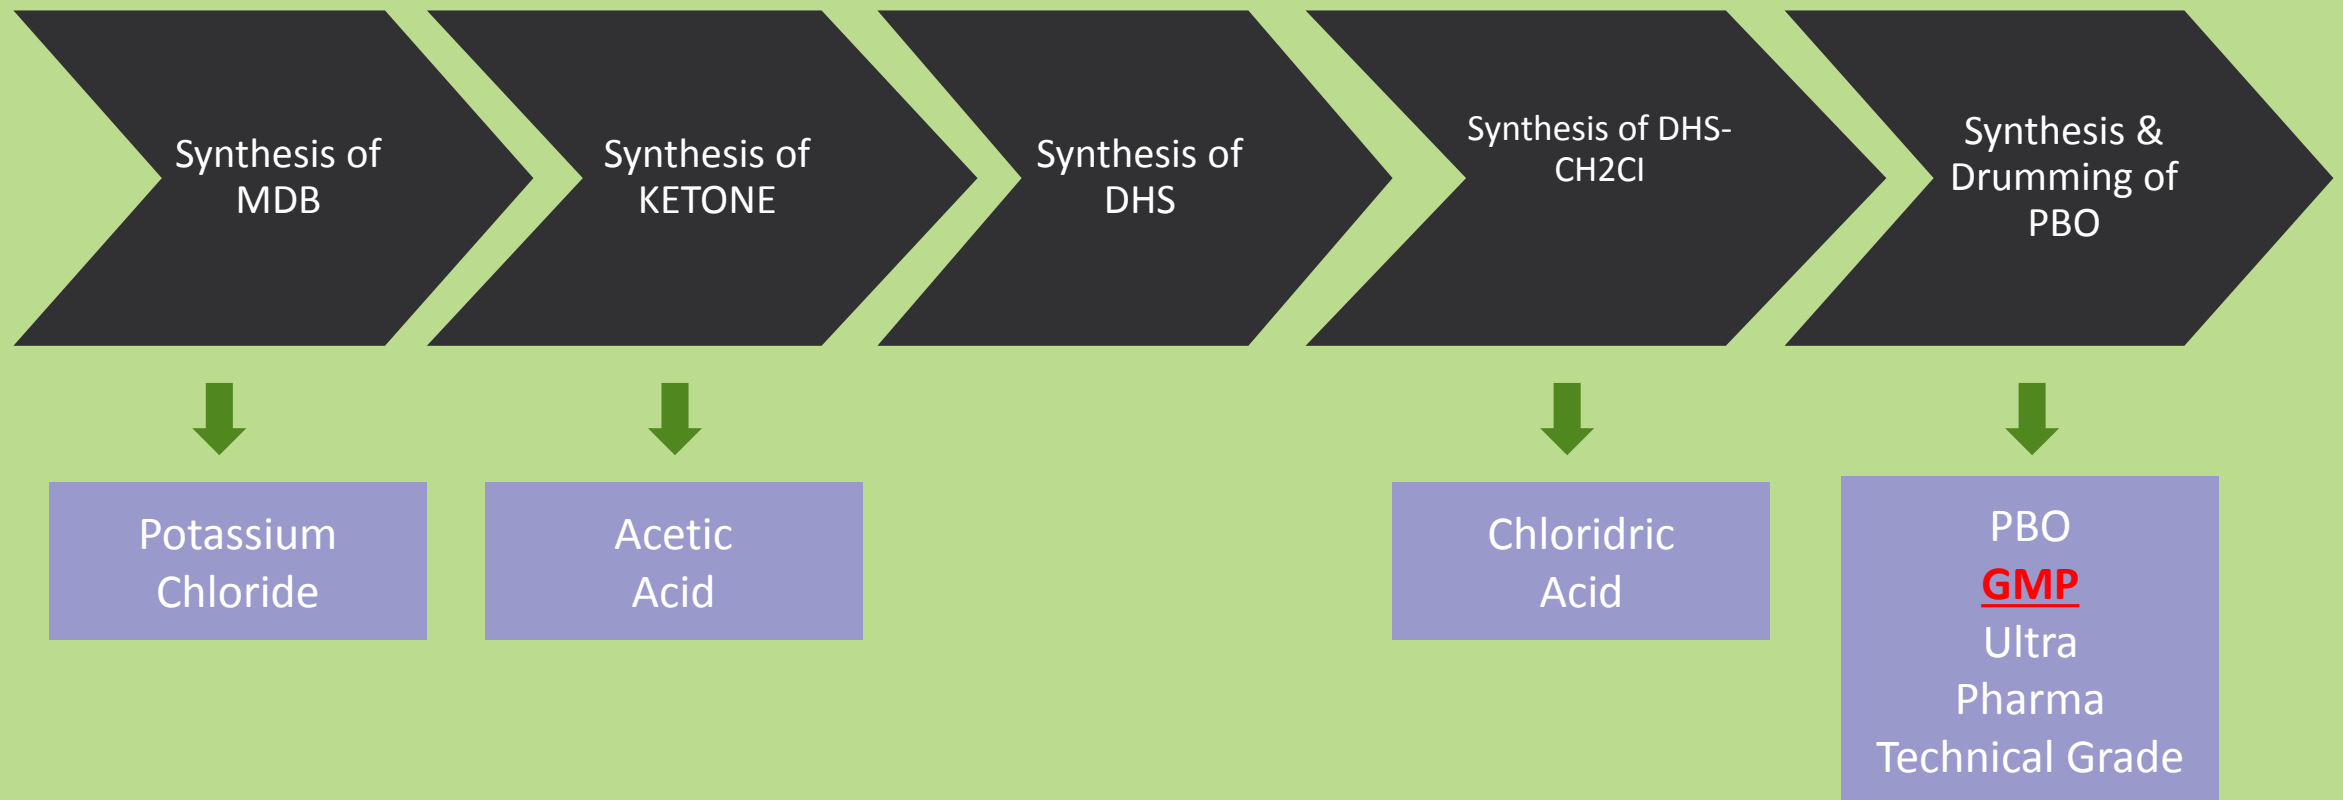 Synthesis of
MDB
Synthesis of
KETONE
Synthesis of
DHS
Synthesis of DHS-
CH2Cl
Synthesis &
Drumming of
PBO
Potassium
Chloride
Acetic
Acid
Chloridric
Acid
PBO
GMP
Ultra
Pharma
Technical Grade